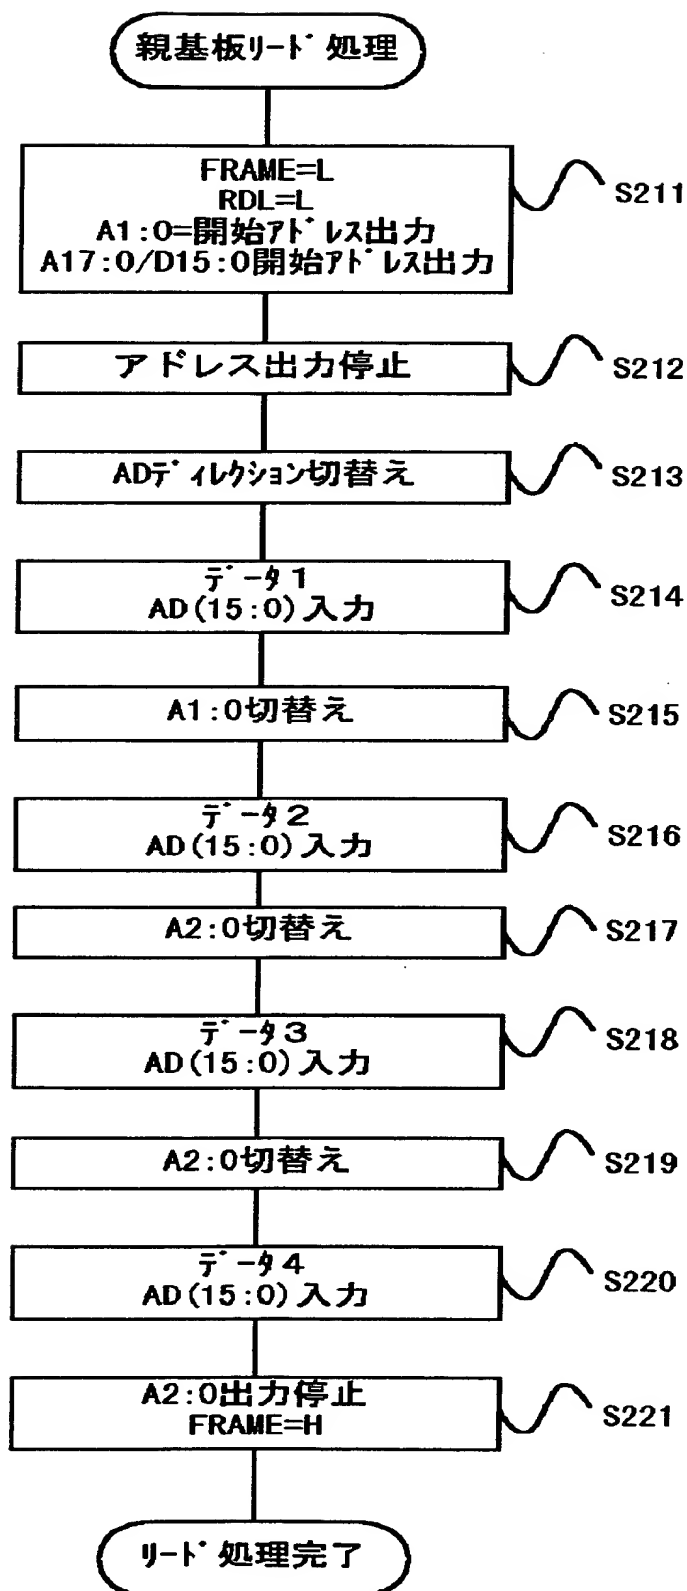 親基板ﾘｰﾄﾞ処理
FRAME=L
RDL=L
A1:0=開始ｱﾄﾞﾚｽ出力
A17:0/D15:0開始ｱﾄﾞﾚｽ出力
S211
アドレス出力停止
S212
ADﾃﾞｨﾚｸｼｮﾝ切替え
S213
ﾃﾞｰﾀ1
AD(15:0)入力
S214
A1:0切替え
S215
ﾃﾞｰﾀ2
AD(15:0)入力
S216
A2:0切替え
S217
ﾃﾞｰﾀ3
AD(15:0)入力
S218
A2:0切替え
S219
ﾃﾞｰﾀ4
AD(15:0)入力
S220
A2:0出力停止
FRAME=H
S221
ﾘｰﾄﾞ処理完了